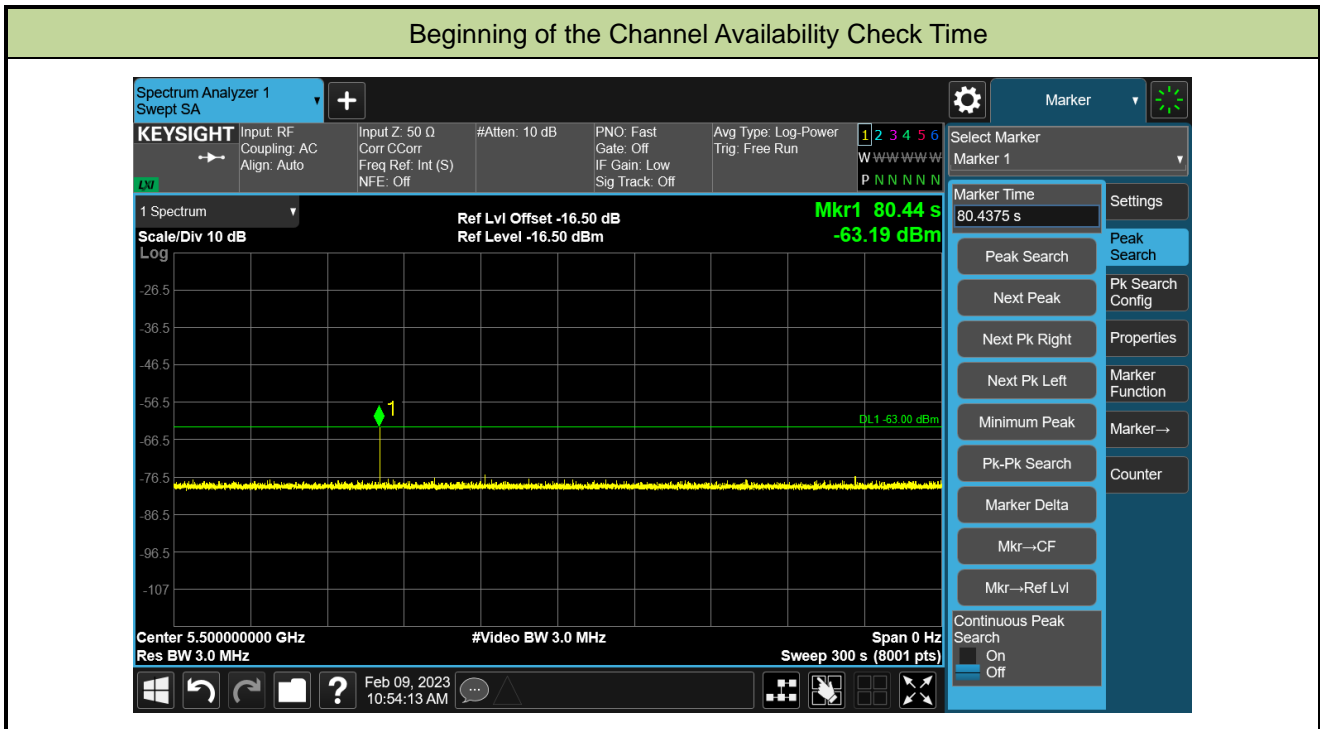 Beginning of the Channel Availability Check Time
Spectrum Analyzer 1
Swept SA
Marker
KEYSIGHT
LXI
Input: RF
Coupling: AC
Align: Auto
Input Z: 50 Ω
Corr CCorr
Freq Ref: Int (S)
NFE: Off
#Atten: 10 dB
PNO: Fast
Gate: Off
IF Gain: Low
Sig Track: Off
Avg Type: Log-Power
Trig: Free Run
1 2 3 4 5 6
W W W W W W
P N N N N N
Select Marker
Marker 1
1 Spectrum
Scale/Div 10 dB
Ref Lvl Offset -16.50 dB
Ref Level -16.50 dBm
Mkr1 80.44 s
-63.19 dBm
Log
-26.5
-36.5
-46.5
-56.5
-66.5
-76.5
-86.5
-96.5
-107
1
DL1 -63.00 dBm
Center 5.500000000 GHz
Res BW 3.0 MHz
#Video BW 3.0 MHz
Span 0 Hz
Sweep 300 s (8001 pts)
Marker Time
80.4375 s
Peak Search
Next Peak
Next Pk Right
Next Pk Left
Minimum Peak
Pk-Pk Search
Marker Delta
Mkr→CF
Mkr→Ref Lvl
Continuous Peak
Search
On
Off
Settings
Peak
Search
Pk Search
Config
Properties
Marker
Function
Marker→
Counter
?
Feb 09, 2023
10:54:13 AM